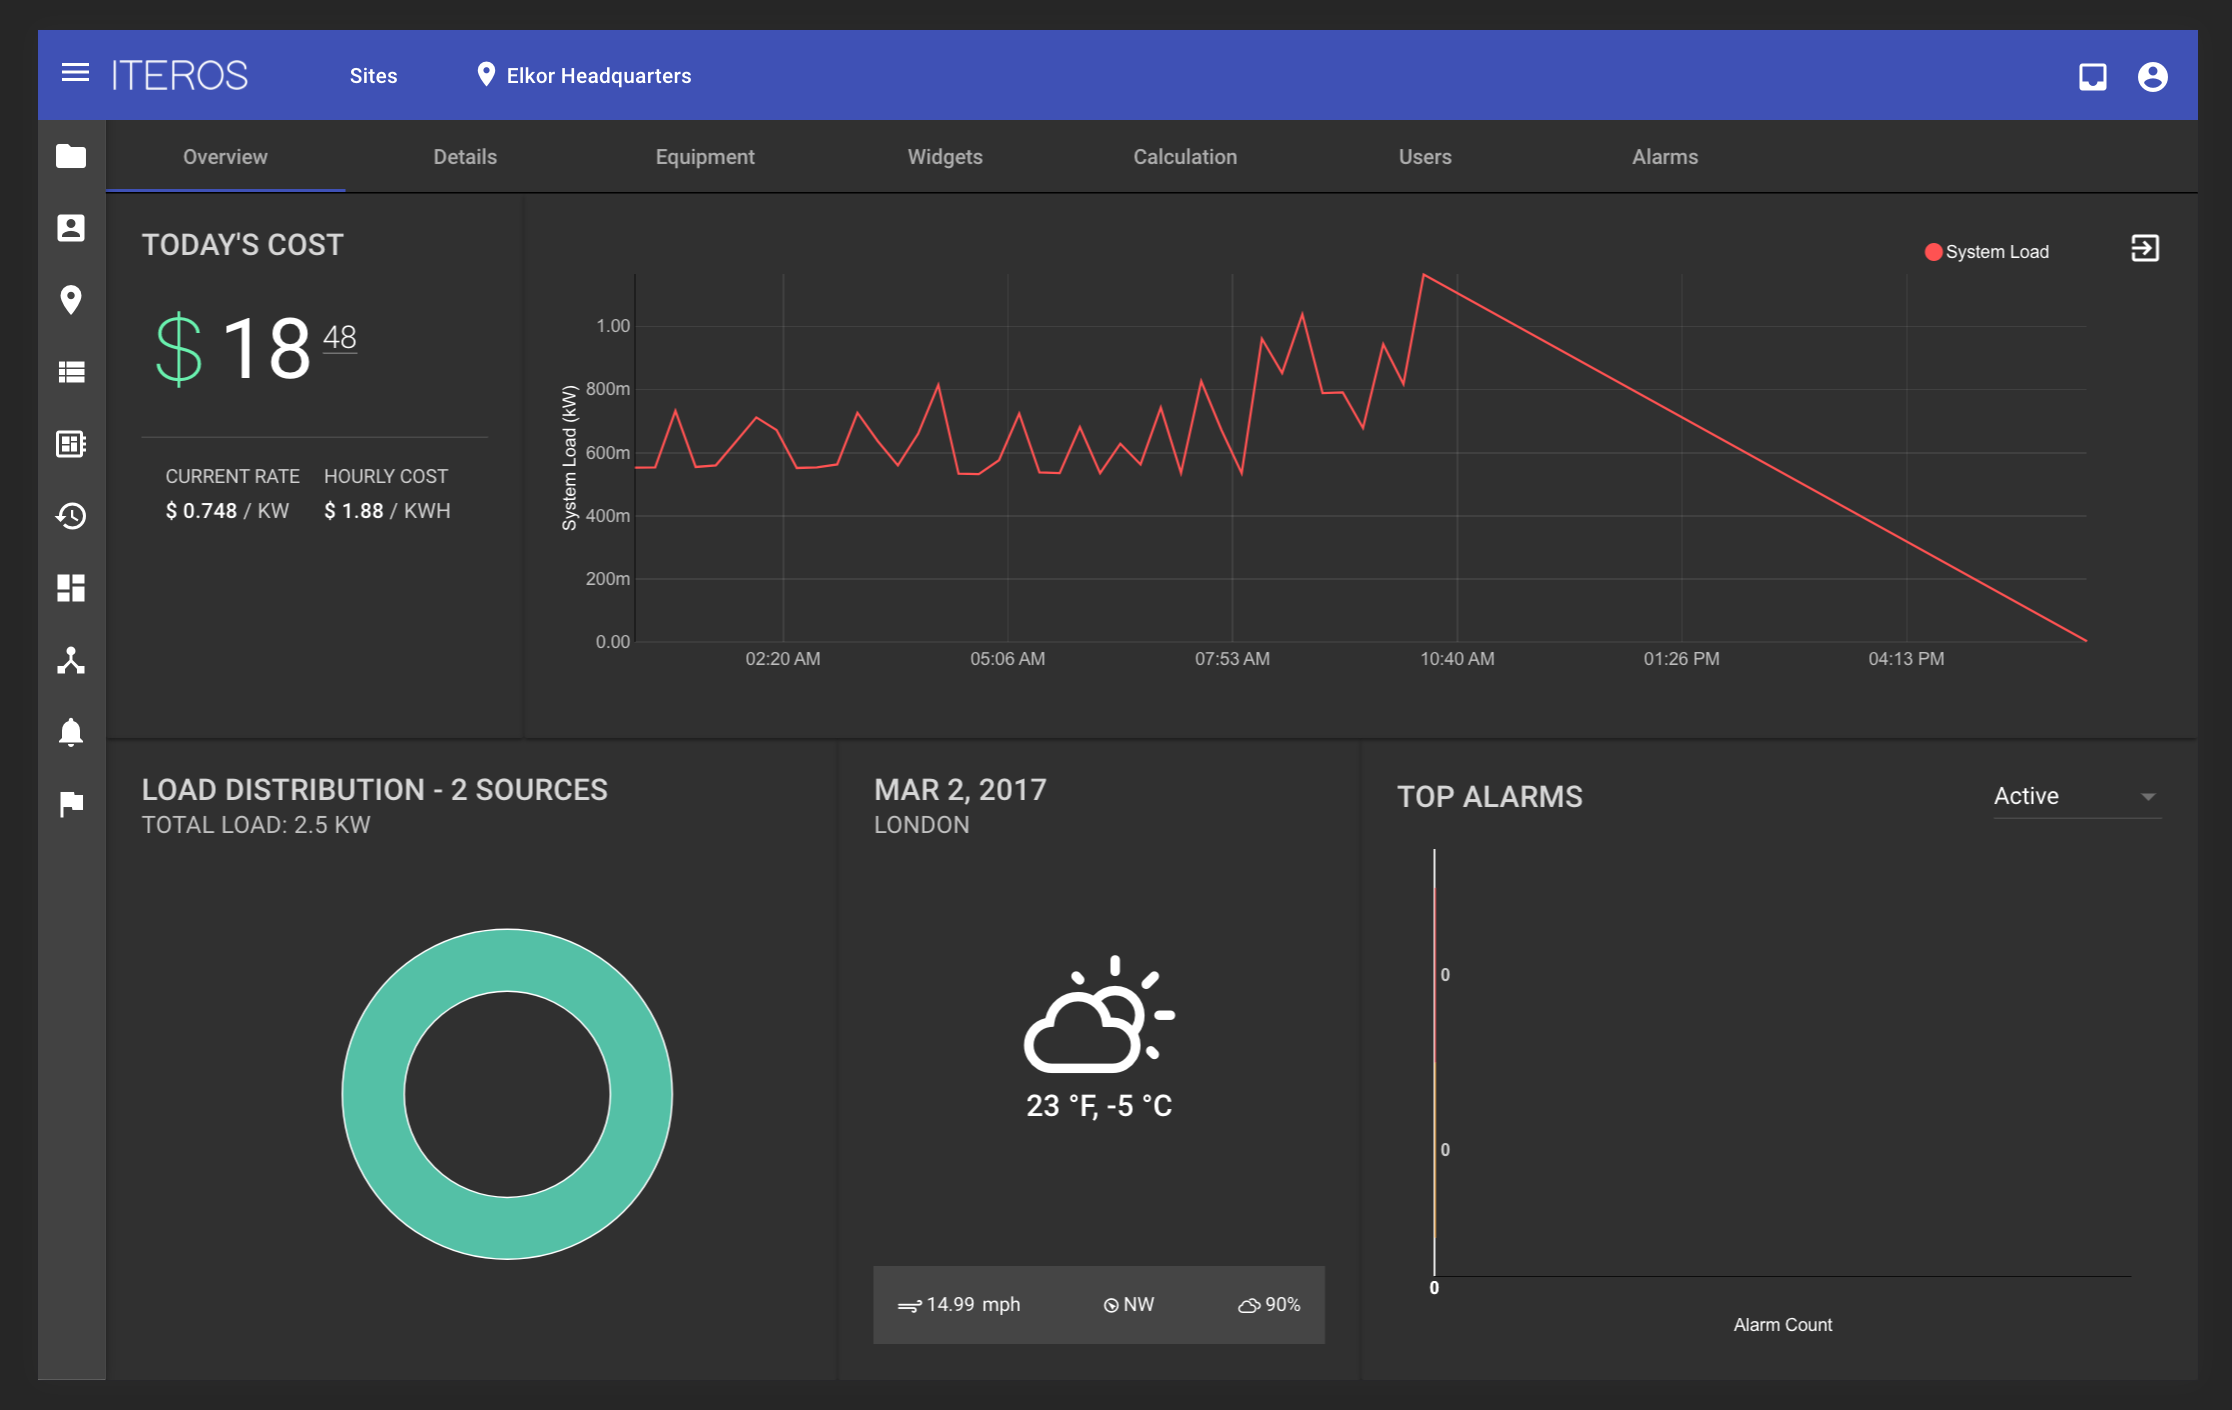 ITEROS
Sites
Elkor Headquarters
Overview
Details
Equipment
Widgets
Calculation
Users
Alarms
TODAY'S COST
$ 18 48
CURRENT RATE
HOURLY COST
$ 0.748 / KW
$ 1.88 / KWH
System Load
System Load (kW)
1.00
800m
600m
400m
200m
0.00
02:20 AM
05:06 AM
07:53 AM
10:40 AM
01:26 PM
04:13 PM
LOAD DISTRIBUTION - 2 SOURCES
TOTAL LOAD: 2.5 KW
MAR 2, 2017
LONDON
23 °F, -5 °C
14.99 mph
NW
90%
TOP ALARMS
Active
0
0
0
Alarm Count